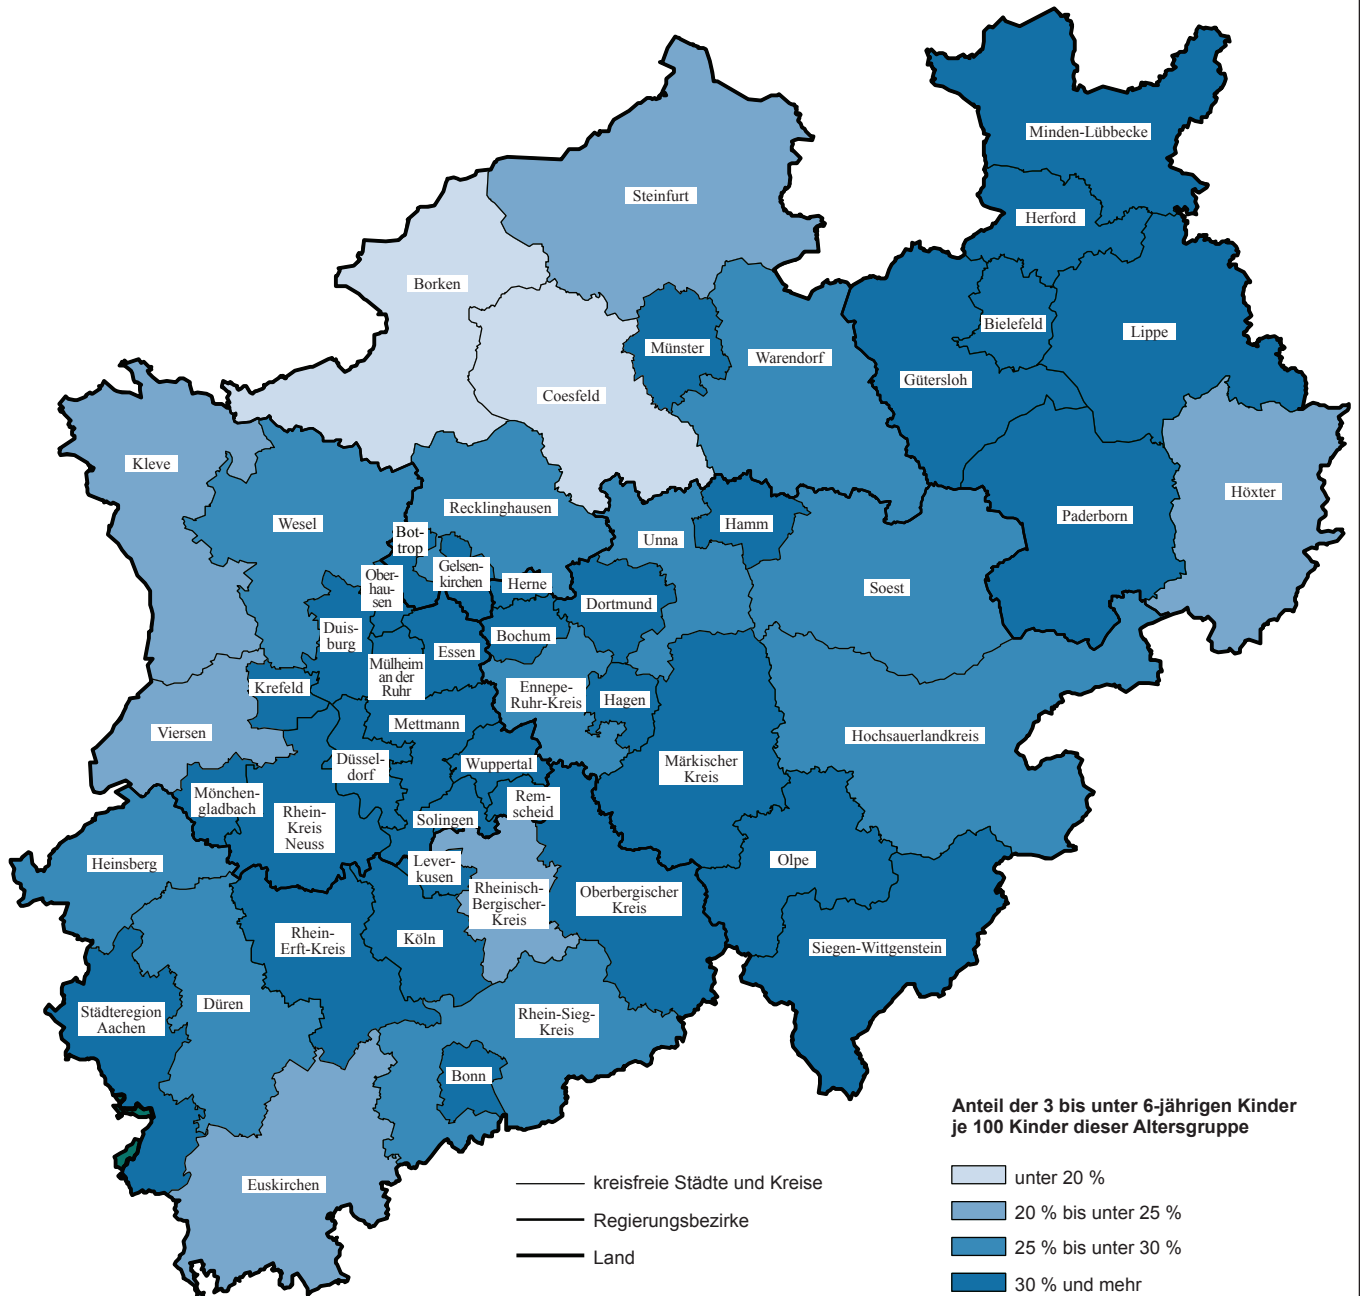 Minden-Lübbecke
Steinfurt
Herford
Borken
Bielefeld
Lippe
Münster
Warendorf
Gütersloh
Coesfeld
Kleve
Höxter
Recklinghausen
Paderborn
Wesel
Hamm
Unna
Bot-
trop
Gelsen-
kirchen
Ober-
hau-
sen
Herne
Soest
Dortmund
Duis-
burg
Bochum
Essen
Mülheim
an der
Ruhr
Krefeld
Ennepe-
Ruhr-Kreis
Hagen
Mettmann
Viersen
Hochsauerlandkreis
Düssel-
dorf
Wuppertal
Märkischer
Kreis
Mönchen-
gladbach
Rem-
scheid
Rhein-
Kreis
Neuss
Solingen
Heinsberg
Lever-
kusen
Olpe
Rheinisch-
Bergischer-
Kreis
Oberbergischer
Kreis
Rhein-
Erft-Kreis
Köln
Siegen-Wittgenstein
Düren
Städteregion
Aachen
Rhein-Sieg-
Kreis
Bonn
Euskirchen
kreisfreie Städte und Kreise
Regierungsbezirke
Land
Anteil der 3 bis unter 6-jährigen Kinder
je 100 Kinder dieser Altersgruppe
unter 20 %
20 % bis unter 25 %
25 % bis unter 30 %
30 % und mehr